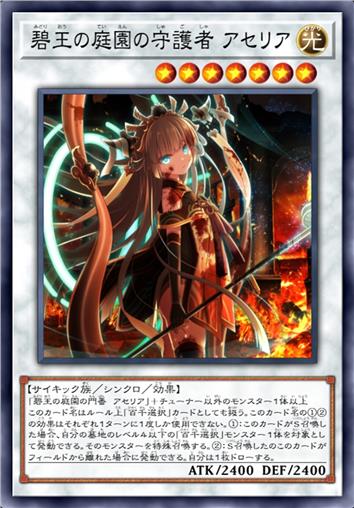 碧王の庭園の守護者 アセリア
光
【サイキック族／シンクロ／効果】
「碧王の庭園の門番 アセリア」＋チューナー以外のモンスター1体以上
このカード名はルール上「百千選択」カードとしても扱う。このカード名の①②
の効果はそれぞれ1ターンに1度しか使用できない。①：このカードがS召喚し
た場合、自分の墓地のレベル4以下の「百千選択」モンスター1体を対象とし
て発動できる。そのモンスターを特殊召喚する。②：S召喚したこのカードが
フィールドから離れた場合に発動できる。自分は1枚ドローする。
ATK/2400 DEF/2400